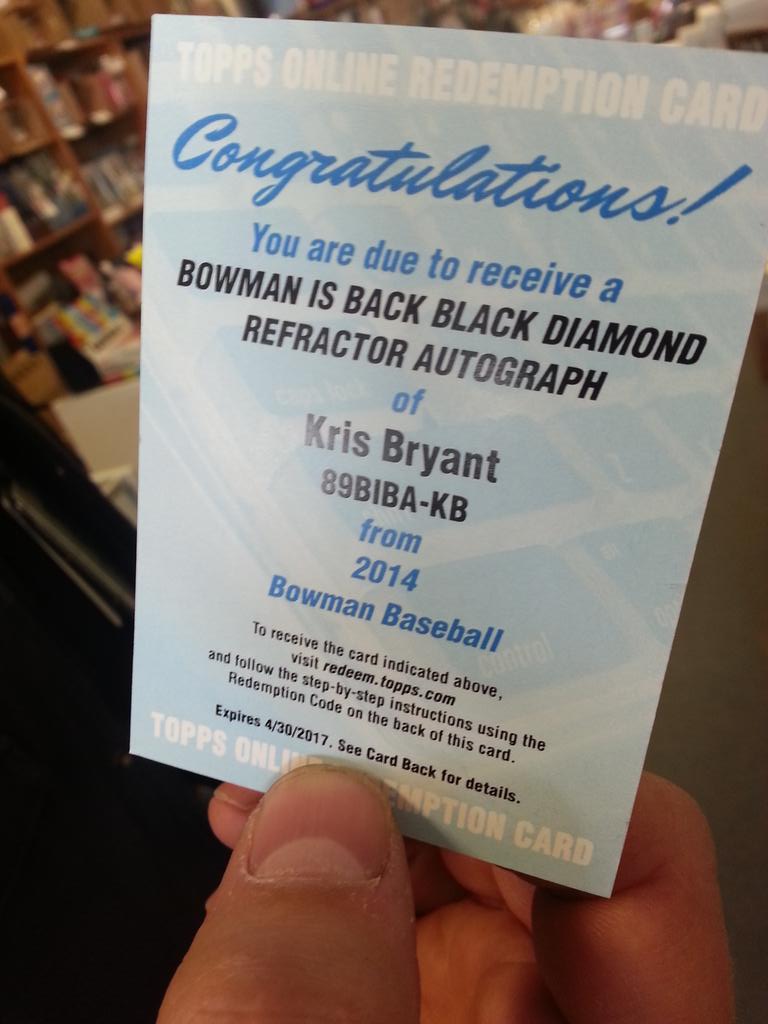 TOPPS ONLINE REDEMPTION CARD
Congratulations!
You are due to receive a
BOWMAN IS BACK BLACK DIAMOND
REFRACTOR AUTOGRAPH
of
Kris Bryant
89BIBA-KB
from
2014
Bowman Baseball
To receive the card indicated above,
visit redeem.topps.com
and follow the step-by-step instructions using the
Redemption Code on the back of this card.
Expires 4/30/2017. See Card Back for details.
TOPPS ONLI EMPTION CARD
control